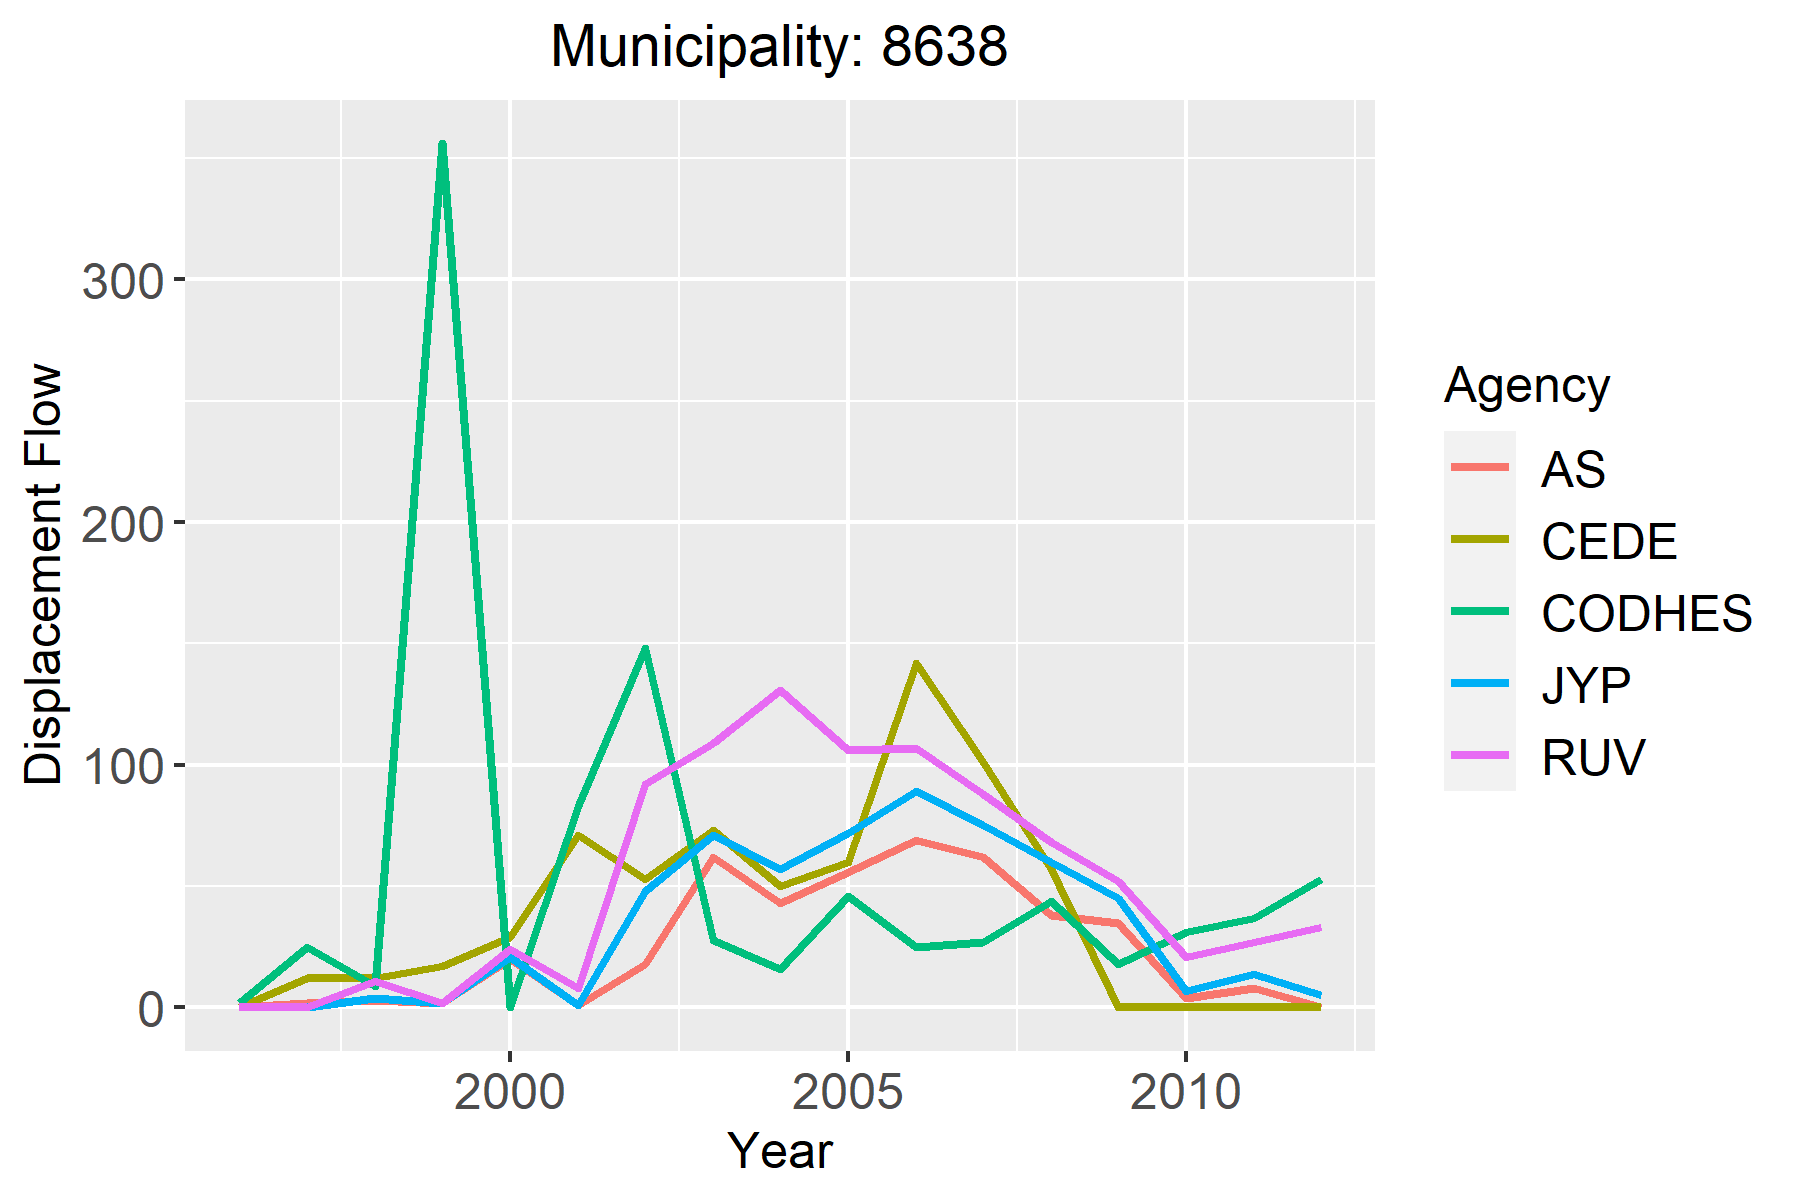 Municipality: 8638
Displacement Flow
300
200
100
0
2000 2005 2010
Year
Agency
AS
CEDE
CODHES
JYP
RUV